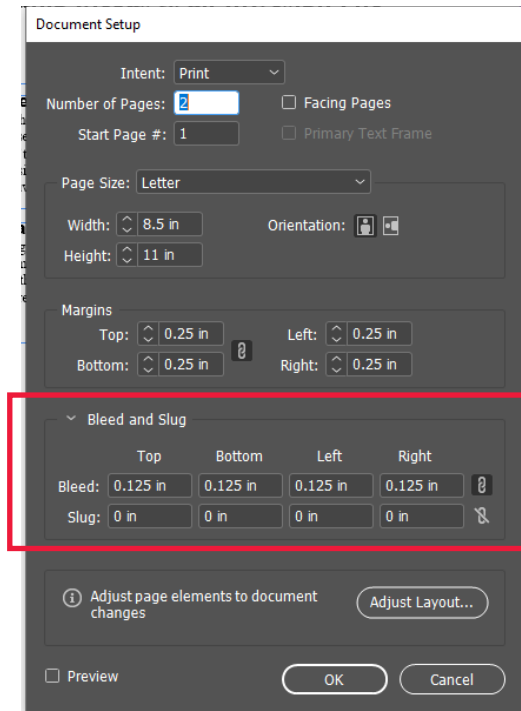 Document Setup
Intent: Print
Number of Pages: 2 Facing Pages
Start Page #: 1 Primary Text Frame
Page Size: Letter
Width: 8.5 in Orientation:
Height: 11 in
Margins
Top: 0.25 in Left: 0.25 in
Bottom: 0.25 in Right: 0.25 in
Bleed and Slug
Top Bottom Left Right
Bleed: 0.125 in 0.125 in 0.125 in 0.125 in
Slug: 0 in 0 in 0 in 0 in
Adjust page elements to document Adjust Layout...
changes
Preview OK Cancel